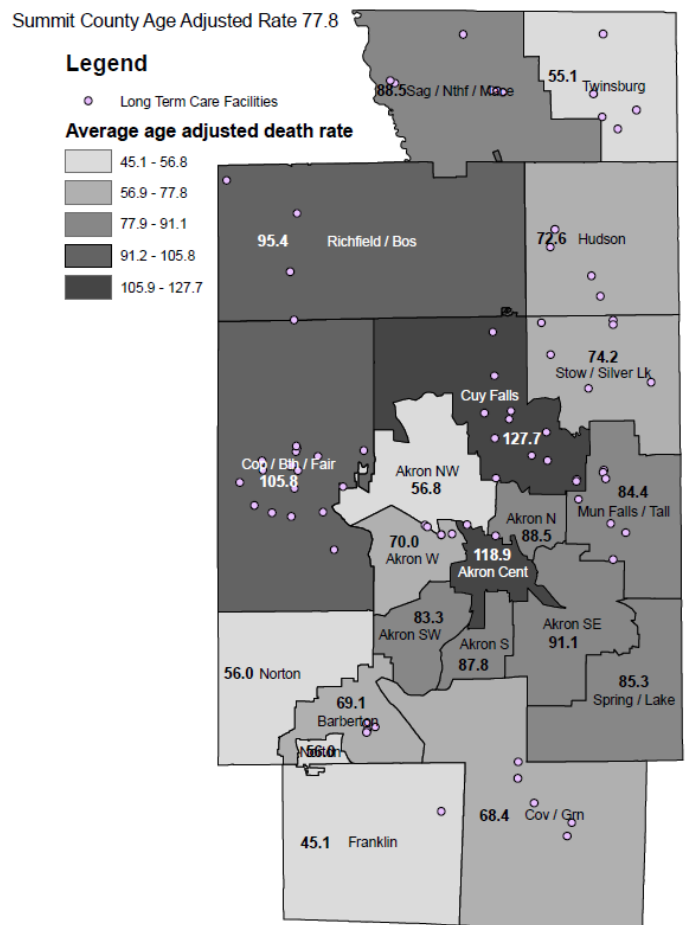 Summit County Age Adjusted Rate 77.8
Legend
Long Term Care Facilities
Average age adjusted death rate
45.1 - 56.8
56.9 - 77.8
77.9 - 91.1
91.2 - 105.8
105.9 - 127.7
55.1
Twinsburg
88.5 Sag / Nthf / Mace
95.4
Richfield / Bos
72.6 Hudson
74.2
Stow / Silver Lk
Cuy Falls
127.7
Cop / Bth / Fair
105.8
Akron NW
56.8
84.4
Mun Falls / Tall
Akron N
88.5
70.0
Akron W
118.9
Akron Cent
83.3
Akron SW
Akron S
87.8
Akron SE
91.1
85.3
Spring / Lake
56.0 Norton
69.1
Barberton
56.0
Norton
68.4 Cov / Grn
45.1 Franklin